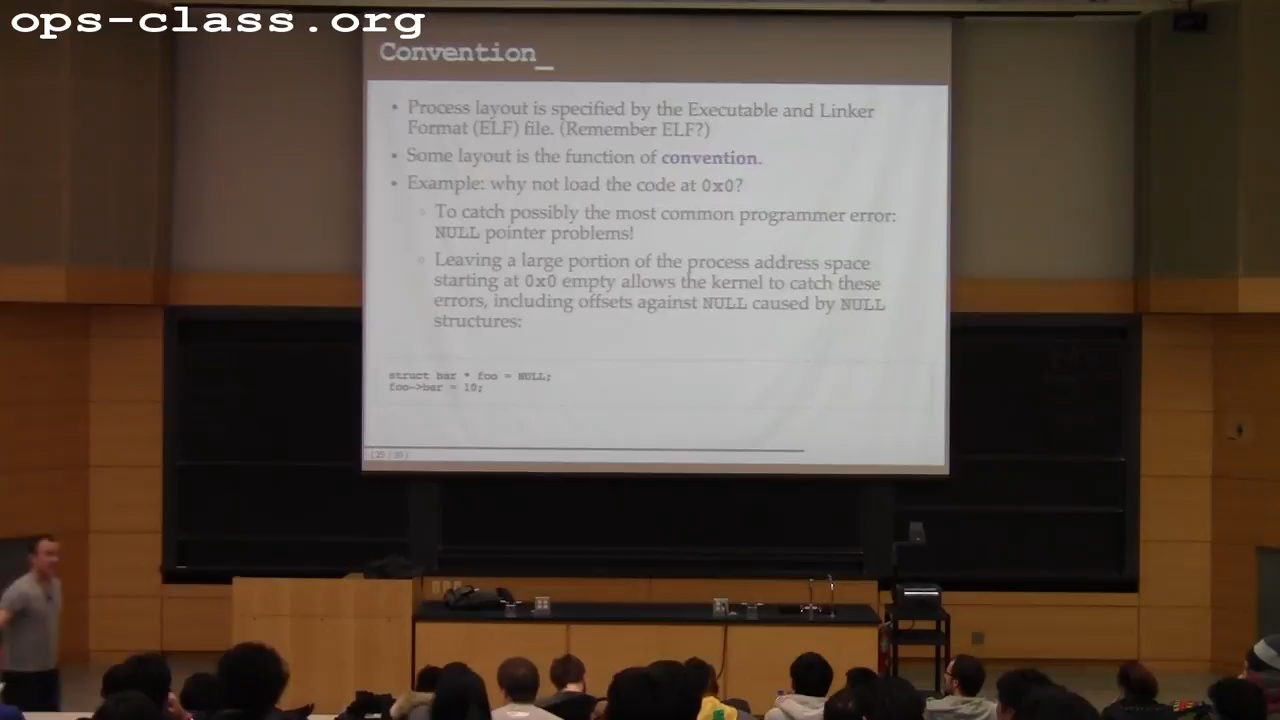 ops-class.org
Convention_
• Process layout is specified by the Executable and Linker
Format (ELF) file. (Remember ELF?)
• Some layout is the function of convention.
• Example: why not load the code at 0x0?
◦ To catch possibly the most common programmer error:
NULL pointer problems!
◦ Leaving a large portion of the process address space
starting at 0x0 empty allows the kernel to catch these
errors, including offsets against NULL caused by NULL
structures:
struct bar * foo = NULL;
foo->bar = 10;